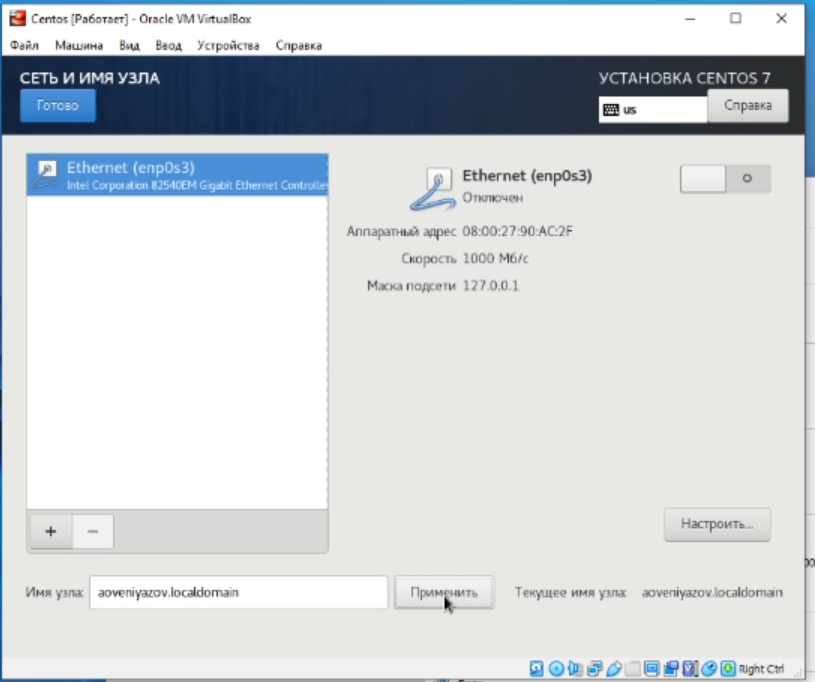 Centos [Работает] - Oracle VM VirtualBox
Файл Машина Вид Ввод Устройства Справка
СЕТЬ И ИМЯ УЗЛА
УСТАНОВКА CENTOS 7
Готово
us
Справка
Ethernet (enp0s3)
Intel Corporation 82540EM Gigabit Ethernet Controlle
Ethernet (enp0s3)
Отключен
Аппаратный адрес 08:00:27:90:AC:2F
Скорость 1000 Мб/с
Маска подсети 127.0.0.1
+ −
Настроить...
Имя узла: aoveniyazov.localdomain
Применить
Текущее имя узла: aoveniyazov.localdomain
Right Ctrl